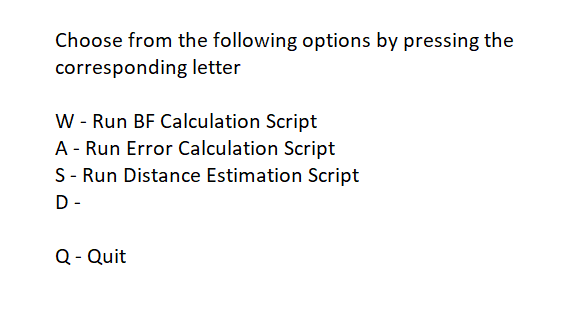 Choose from the following options by pressing the
corresponding letter
W - Run BF Calculation Script
A - Run Error Calculation Script
S - Run Distance Estimation Script
D -
Q - Quit